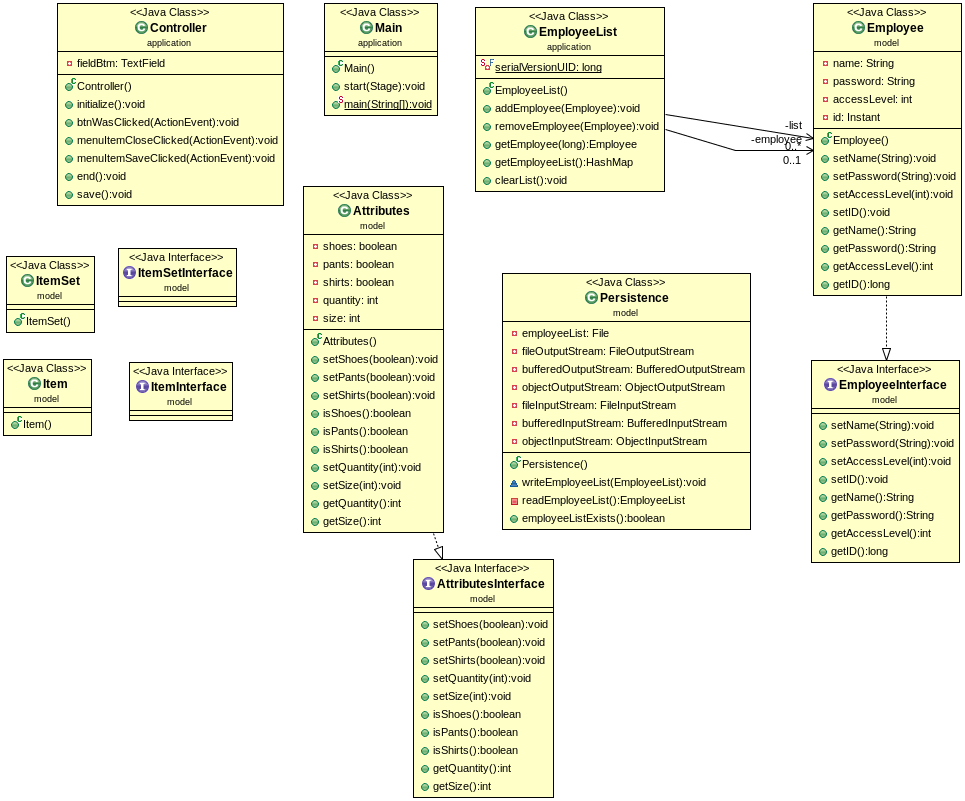 <<Java Class>>
Controller
application
fieldBtm: TextField
Controller()
initialize():void
btnWasClicked(ActionEvent):void
menuItemCloseClicked(ActionEvent):void
menuItemSaveClicked(ActionEvent):void
end():void
save():void
<<Java Class>>
Main
application
Main()
start(Stage):void
main(String[]):void
<<Java Class>>
EmployeeList
application
serialVersionUID: long
EmployeeList()
addEmployee(Employee):void
removeEmployee(Employee):void
getEmployee(long):Employee
getEmployeeList():HashMap
clearList():void
-list
0..*
-employee
0..1
<<Java Class>>
Employee
model
name: String
password: String
accessLevel: int
id: Instant
Employee()
setName(String):void
setPassword(String):void
setAccessLevel(int):void
setID():void
getName():String
getPassword():String
getAccessLevel():int
getID():long
<<Java Class>>
ItemSet
model
ItemSet()
<<Java Interface>>
ItemSetInterface
model
<<Java Class>>
Item
model
Item()
<<Java Interface>>
ItemInterface
model
<<Java Class>>
Attributes
model
shoes: boolean
pants: boolean
shirts: boolean
quantity: int
size: int
Attributes()
setShoes(boolean):void
setPants(boolean):void
setShirts(boolean):void
isShoes():boolean
isPants():boolean
isShirts():boolean
setQuantity(int):void
setSize(int):void
getQuantity():int
getSize():int
<<Java Class>>
Persistence
model
employeeList: File
fileOutputStream: FileOutputStream
bufferedOutputStream: BufferedOutputStream
objectOutputStream: ObjectOutputStream
fileInputStream: FileInputStream
bufferedInputStream: BufferedInputStream
objectInputStream: ObjectInputStream
Persistence()
writeEmployeeList(EmployeeList):void
readEmployeeList():EmployeeList
employeeListExists():boolean
<<Java Interface>>
EmployeeInterface
model
setName(String):void
setPassword(String):void
setAccessLevel(int):void
setID():void
getName():String
getPassword():String
getAccessLevel():int
getID():long
<<Java Interface>>
AttributesInterface
model
setShoes(boolean):void
setPants(boolean):void
setShirts(boolean):void
setQuantity(int):void
setSize(int):void
isShoes():boolean
isPants():boolean
isShirts():boolean
getQuantity():int
getSize():int